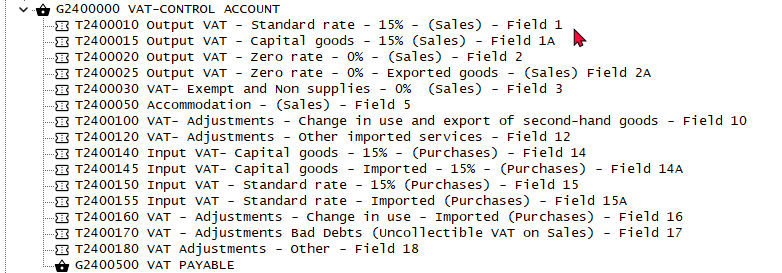 G2400000 VAT-CONTROL ACCOUNT
T2400010 Output VAT - Standard rate - 15% - (Sales) - Field 1
T2400015 Output VAT - Capital goods - 15% (Sales) - Field 1A
T2400020 Output VAT - Zero rate - 0% - (Sales) - Field 2
T2400025 Output VAT - Zero rate - 0% - Exported goods - (Sales) Field 2A
T2400030 VAT- Exempt and Non supplies - 0%  (Sales) - Field 3
T2400050 Accommodation - (Sales) - Field 5
T2400100 VAT- Adjustments - Change in use and export of second-hand goods - Field 10
T2400120 VAT- Adjustments - Other imported services - Field 12
T2400140 Input VAT- Capital goods - 15% - (Purchases) - Field 14
T2400145 Input VAT- Capital goods - Imported - 15% - (Purchases) - Field 14A
T2400150 Input VAT - Standard rate - 15% (Purchases) - Field 15
T2400155 Input VAT - Standard rate - Imported (Purchases) - Field 15A
T2400160 VAT - Adjustments - Change in use - Imported (Purchases) - Field 16
T2400170 VAT - Adjustments Bad Debts (Uncollectible VAT on Sales) - Field 17
T2400180 VAT Adjustments - Other - Field 18
G2400500 VAT PAYABLE